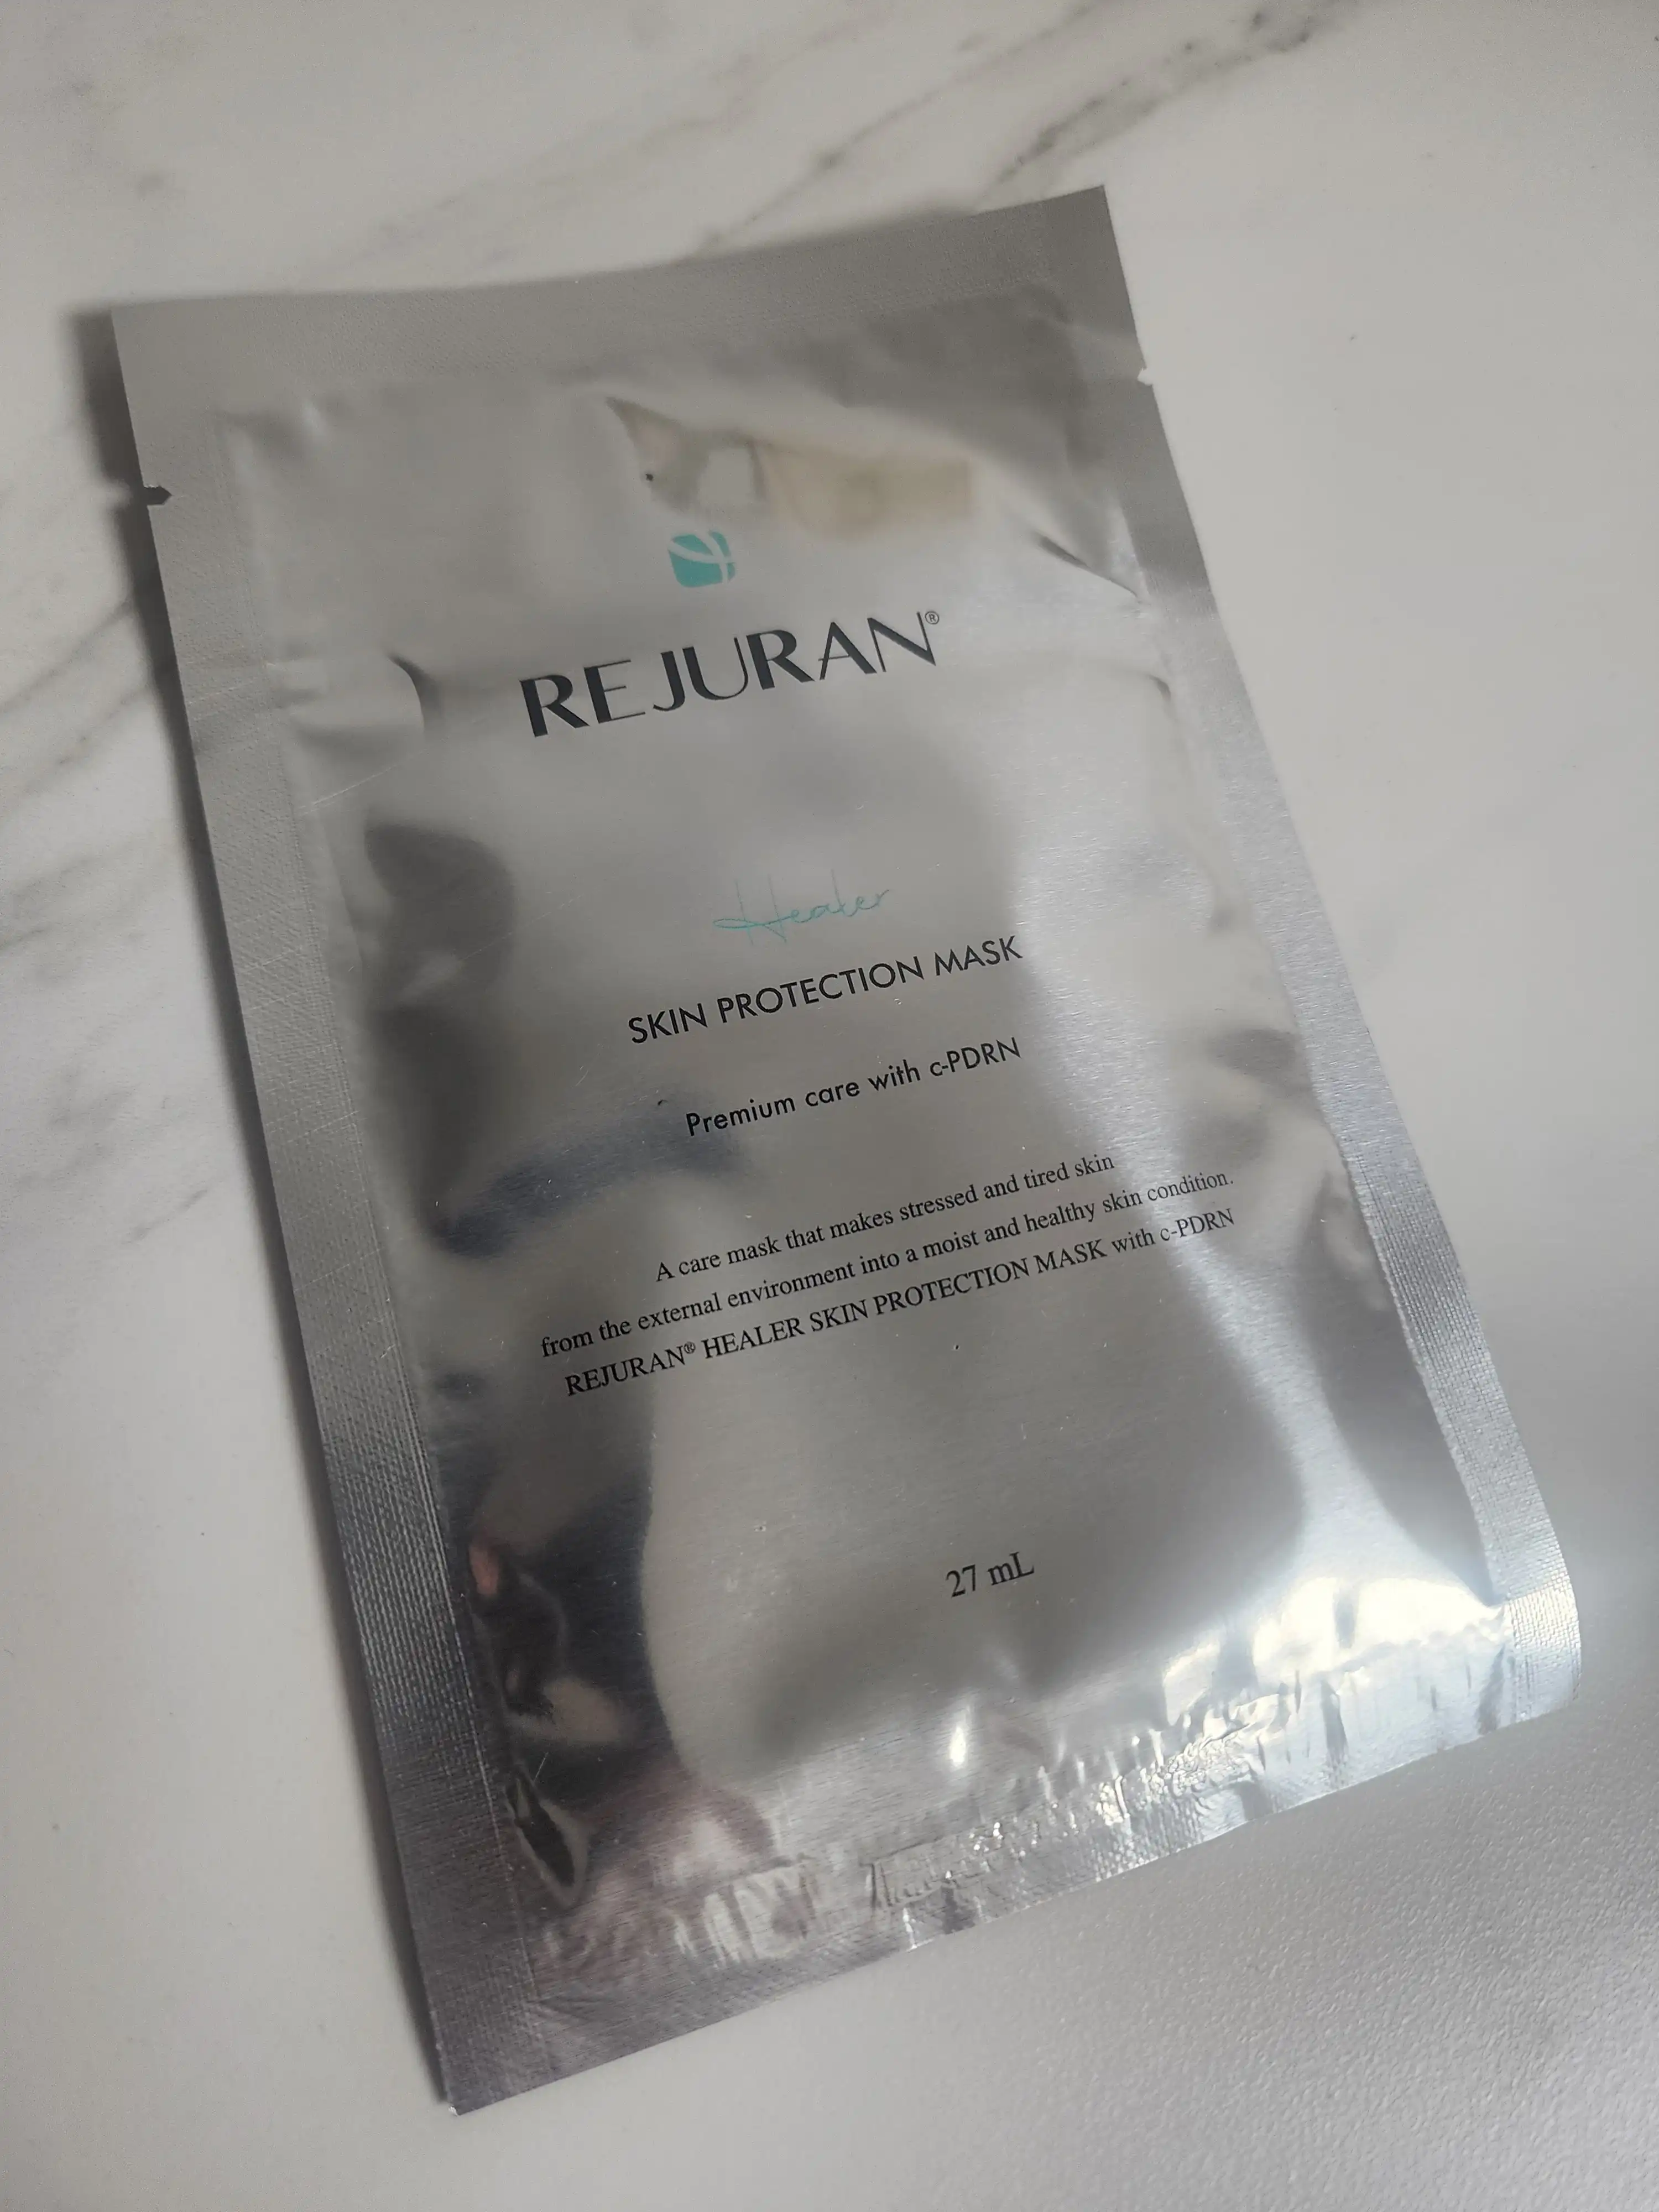 REJURAN®
Healer
SKIN PROTECTION MASK
Premium care with c-PDRN
A care mask that makes stressed and tired skin
from the external environment into a moist and healthy skin condition.
REJURAN® HEALER SKIN PROTECTION MASK with c-PDRN
27 mL